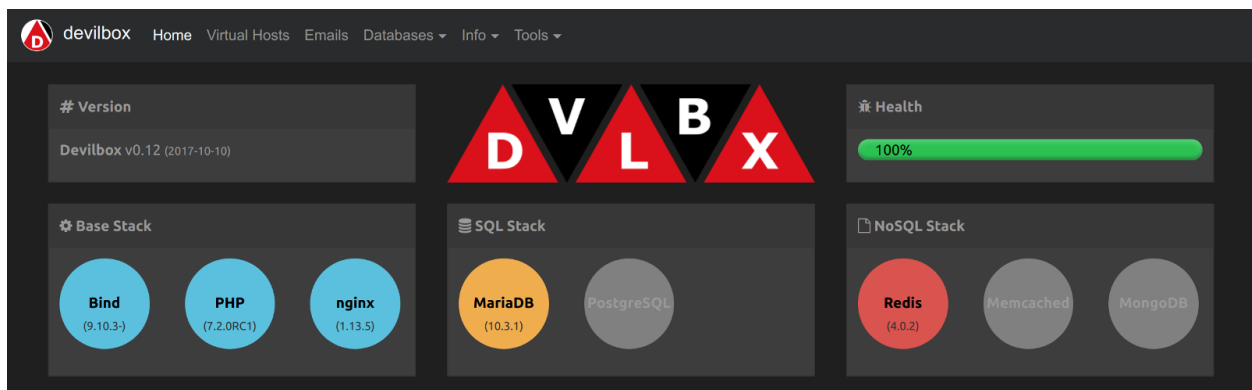 devilbox Home Virtual Hosts Emails Databases Info Tools
# Version
Devilbox v0.12 (2017-10-10)
D V L B X
Health
100%
Base Stack
Bind
(9.10.3-)
PHP
(7.2.0RC1)
nginx
(1.13.5)
SQL Stack
MariaDB
(10.3.1)
PostgreSQL
NoSQL Stack
Redis
(4.0.2)
Memcached
MongoDB